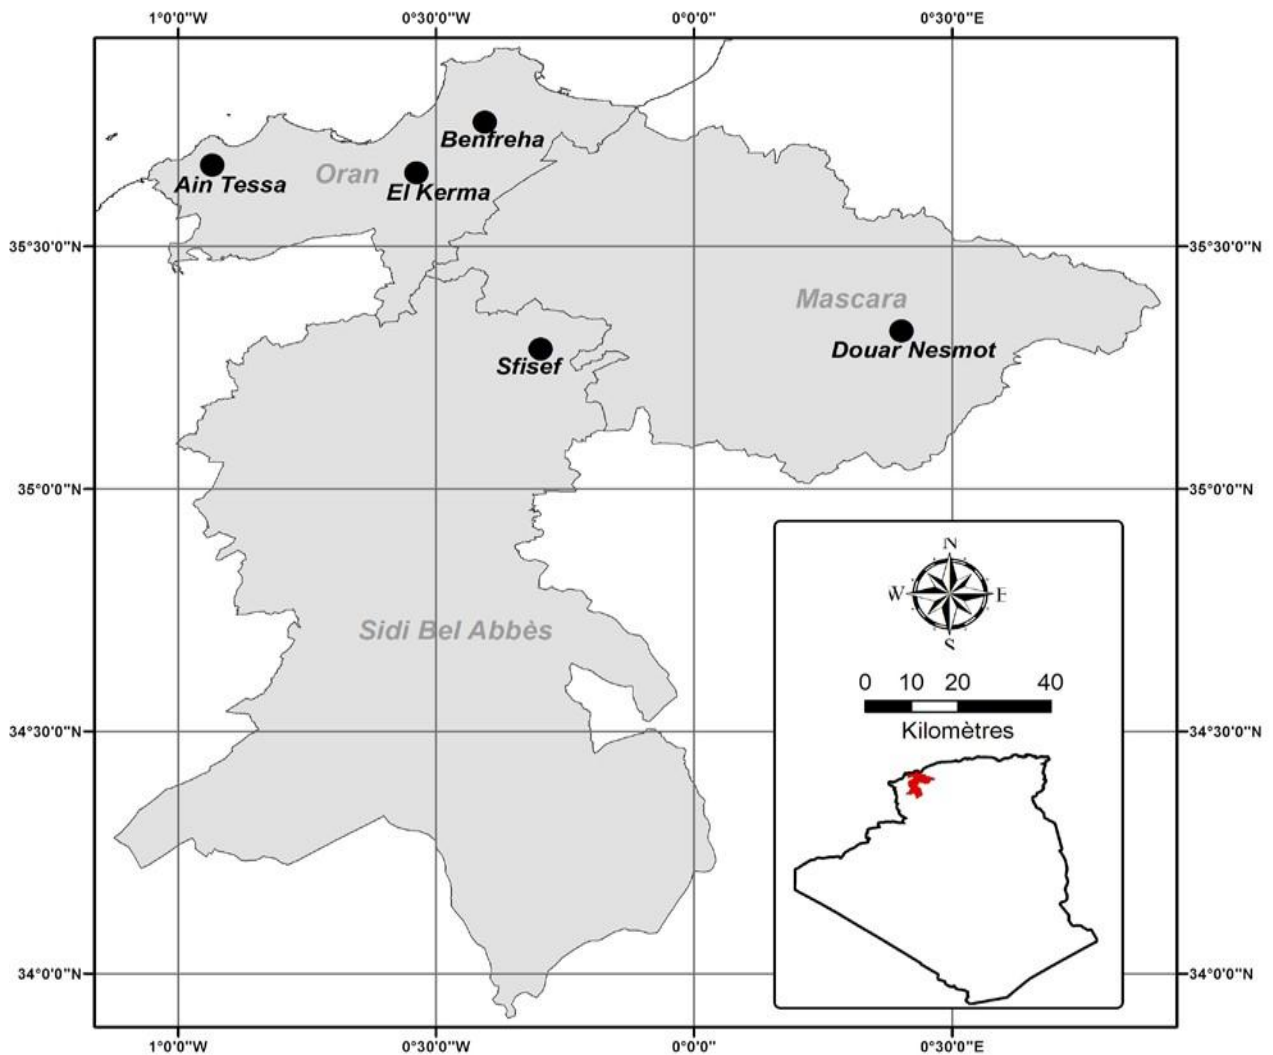 1°0'0"W 0°30'0"W 0°0'0" 0°30'0"E
Benfreha
Oran
Ain Tessa
El Kerma
35°30'0"N 35°30'0"N
Mascara
Douar Nesmot
Sfisef
35°0'0"N 35°0'0"N
N
W E
S
Sidi Bel Abbès
0 10 20 40
Kilomètres
34°30'0"N 34°30'0"N
34°0'0"N 34°0'0"N
1°0'0"W 0°30'0"W 0°0'0" 0°30'0"E